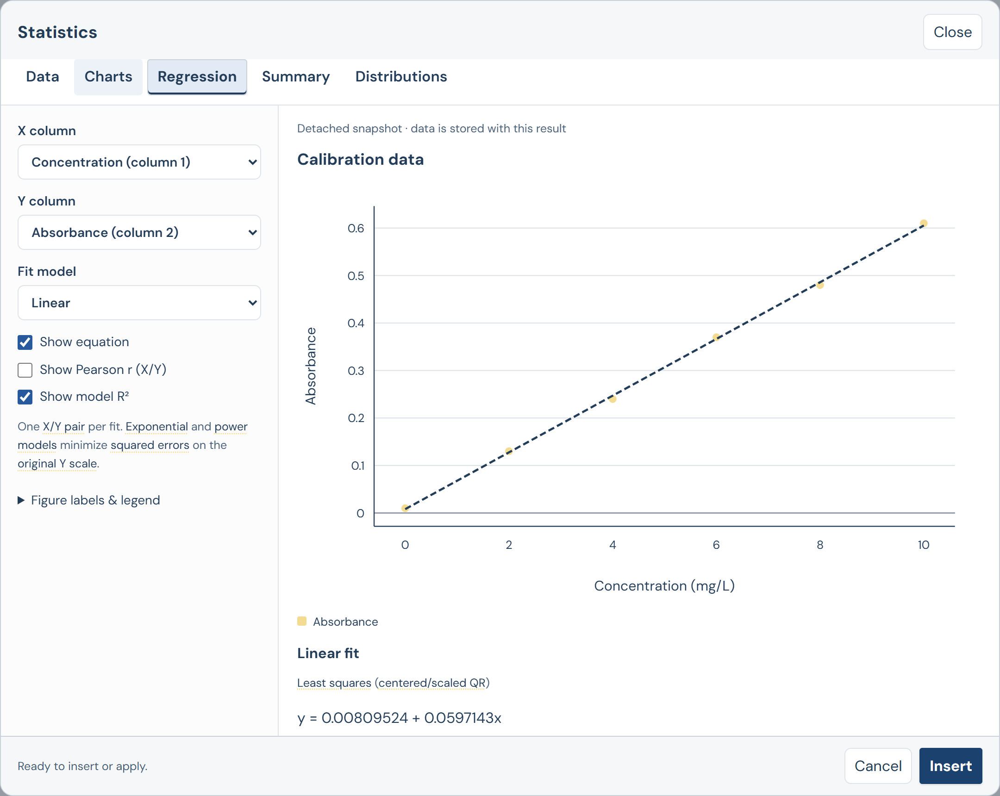 Statistics
Close
Data
Charts
Regression
Summary
Distributions
X column
Concentration (column 1)
Y column
Absorbance (column 2)
Fit model
Linear
Show equation
Show Pearson r (X/Y)
Show model R²
One X/Y pair per fit. Exponential and power
models minimize squared errors on the
original Y scale.
Figure labels & legend
Detached snapshot · data is stored with this result
Calibration data
Absorbance
0.6
0.5
0.4
0.3
0.2
0.1
0
0 2 4 6 8 10
Concentration (mg/L)
Absorbance
Linear fit
Least squares (centered/scaled QR)
y = 0.00809524 + 0.0597143x
Ready to insert or apply.
Cancel
Insert